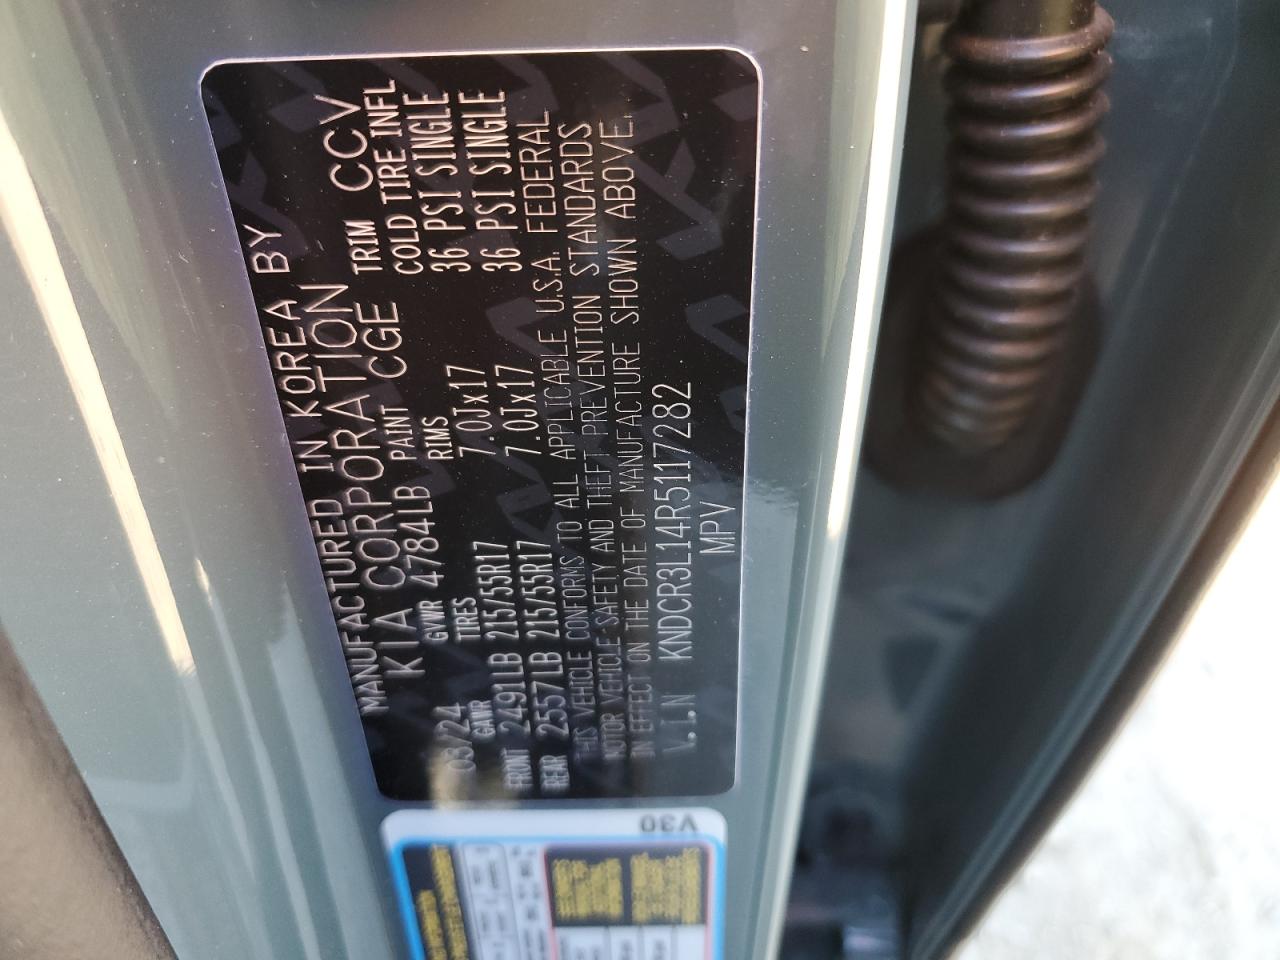 MANUFACTURED IN KOREA BY
KIA CORPORATION
03/24 GVWR 4784LB PAINT CGE TRIM CCV
GAWR TIRES RIMS COLD TIRE INFL
FRONT 2491LB 215/55R17 7.0Jx17 36 PSI SINGLE
REAR 2557LB 215/55R17 7.0Jx17 36 PSI SINGLE
THIS VEHICLE CONFORMS TO ALL APPLICABLE U.S.A. FEDERAL
MOTOR VEHICLE SAFETY AND THEFT PREVENTION STANDARDS
IN EFFECT ON THE DATE OF MANUFACTURE SHOWN ABOVE.
V.I.N KNDCR3L14R5117282
MPV
V30